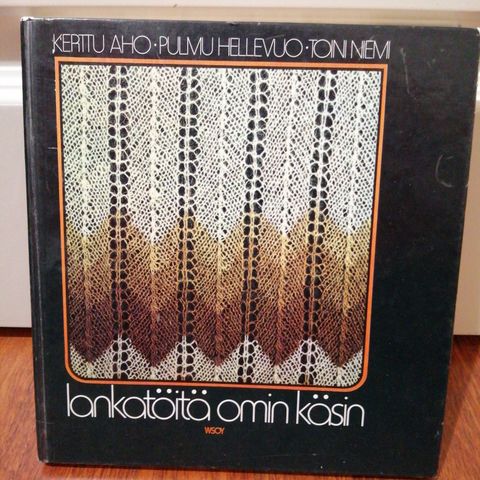 KERTTU AHO · PULMU HELLEVUO · TOINI NIEMI
lankatöitä omin käsin
WSOY